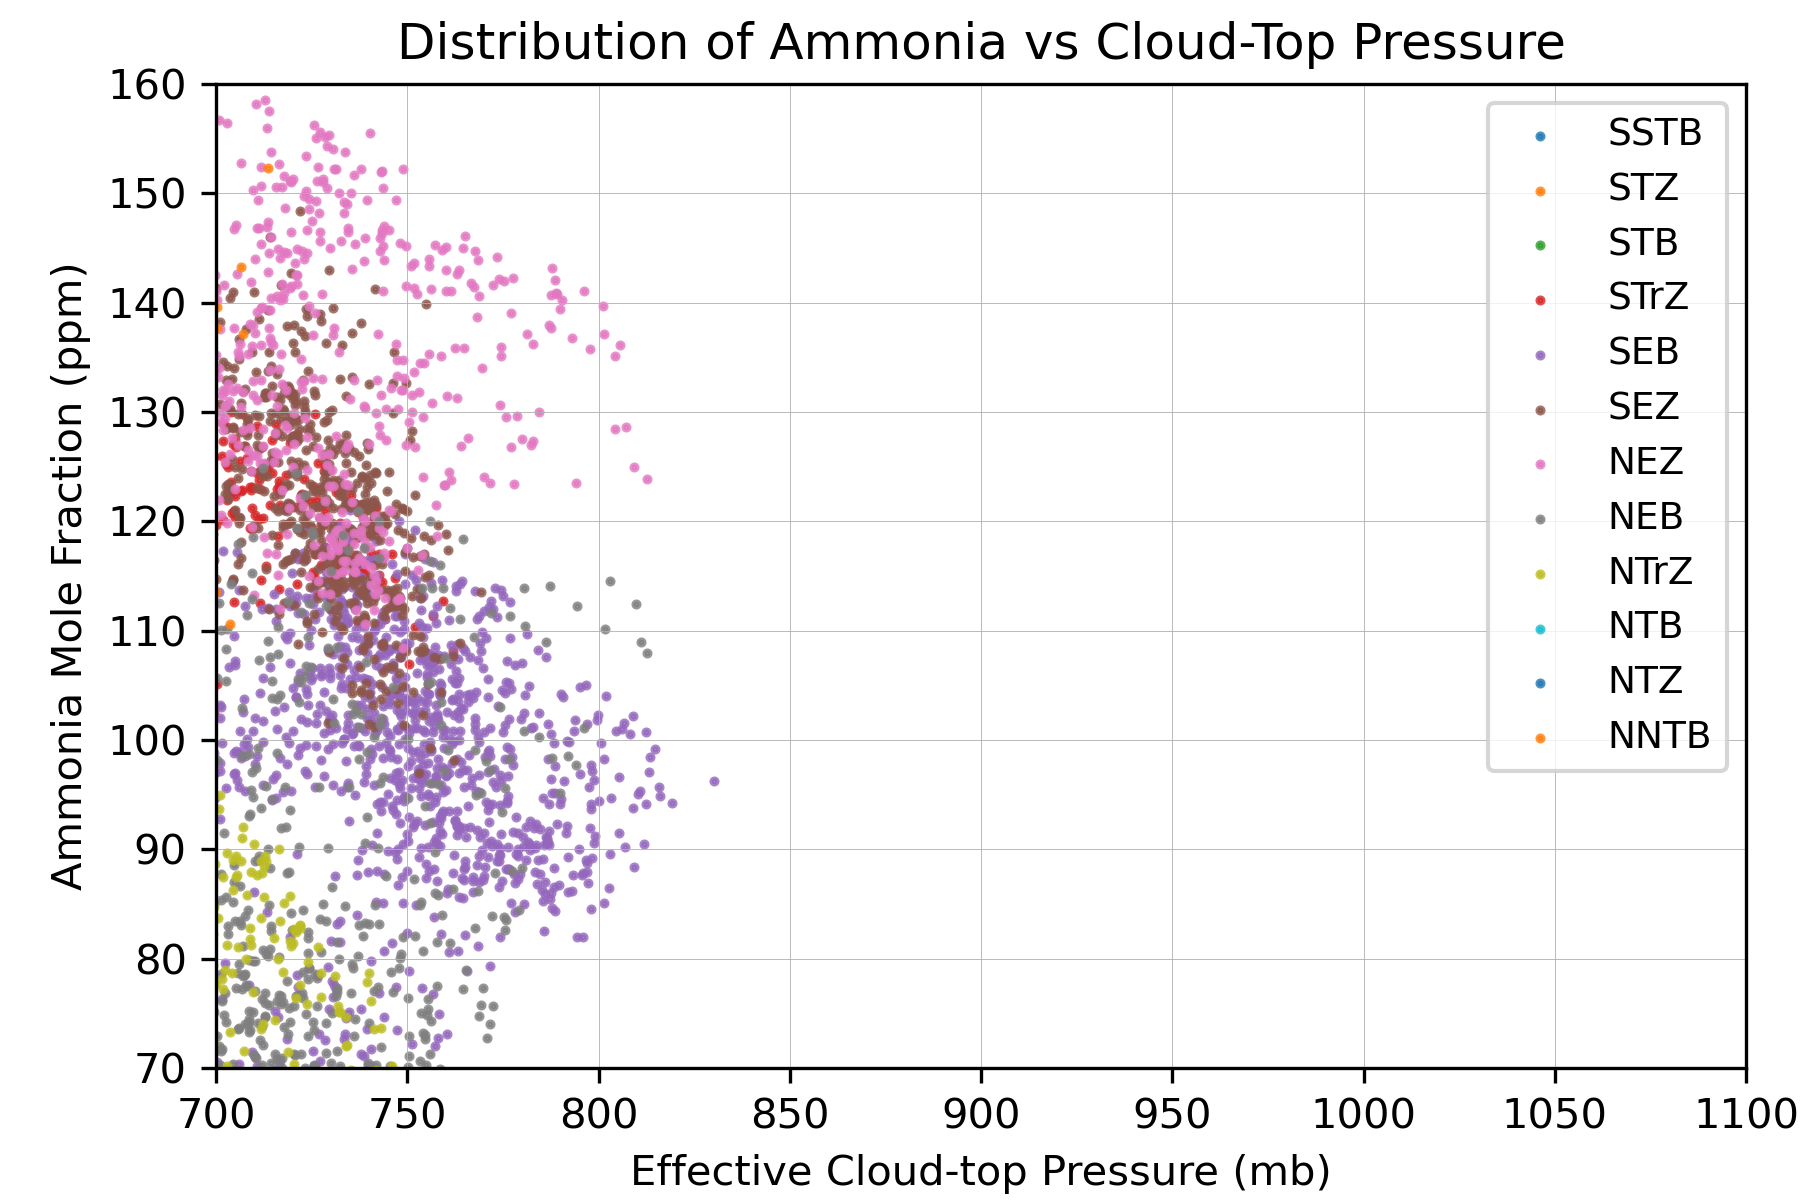 Distribution of Ammonia vs Cloud-Top Pressure
160
150
140
130
120
110
100
90
80
70
Ammonia Mole Fraction (ppm)
SSTB
STZ
STB
STrZ
SEB
SEZ
NEZ
NEB
NTrZ
NTB
NTZ
NNTB
700 750 800 850 900 950 1000 1050 1100
Effective Cloud-top Pressure (mb)